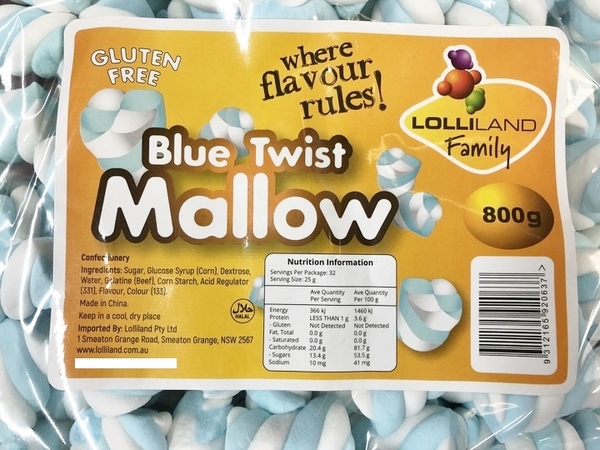 GLUTEN
FREE
where
flavour
rules!
LOLLILAND
Family
Blue Twist
Mallow
800g
Confectionery
Ingredients: Sugar, Glucose Syrup (Corn), Dextrose,
Water, Gelatine (Beef), Corn Starch, Acid Regulator
(331), Flavour, Colour (133).
Made in China.
Keep in a cool, dry place
Imported By: Lolliland Pty Ltd
1 Smeaton Grange Road, Smeaton Grange, NSW 2567
www.lolliland.com.au
حلال
HALAL
Nutrition Information
Servings Per Package: 32
Serving Size: 25 g
Ave Quantity Ave Quantity
Per Serving Per 100 g
Energy 366 kJ 1460 kJ
Protein LESS THAN 1 g 3.6 g
- Gluten Not Detected Not Detected
Fat, Total 0.0 g 0.0 g
- Saturated 0.0 g 0.0 g
Carbohydrate 20.4 g 81.7 g
- Sugars 13.4 g 53.5 g
Sodium 10 mg 41 mg
9 312165 920637 >